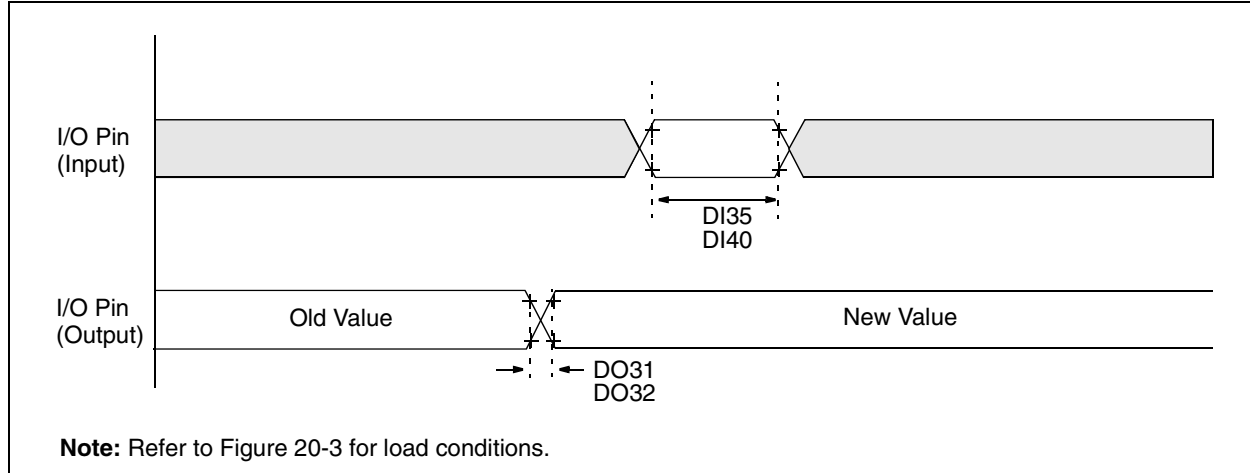 I/O Pin
(Input)
DI35
DI40
I/O Pin
(Output)
Old Value
New Value
DO31
DO32
Note: Refer to Figure 20-3 for load conditions.